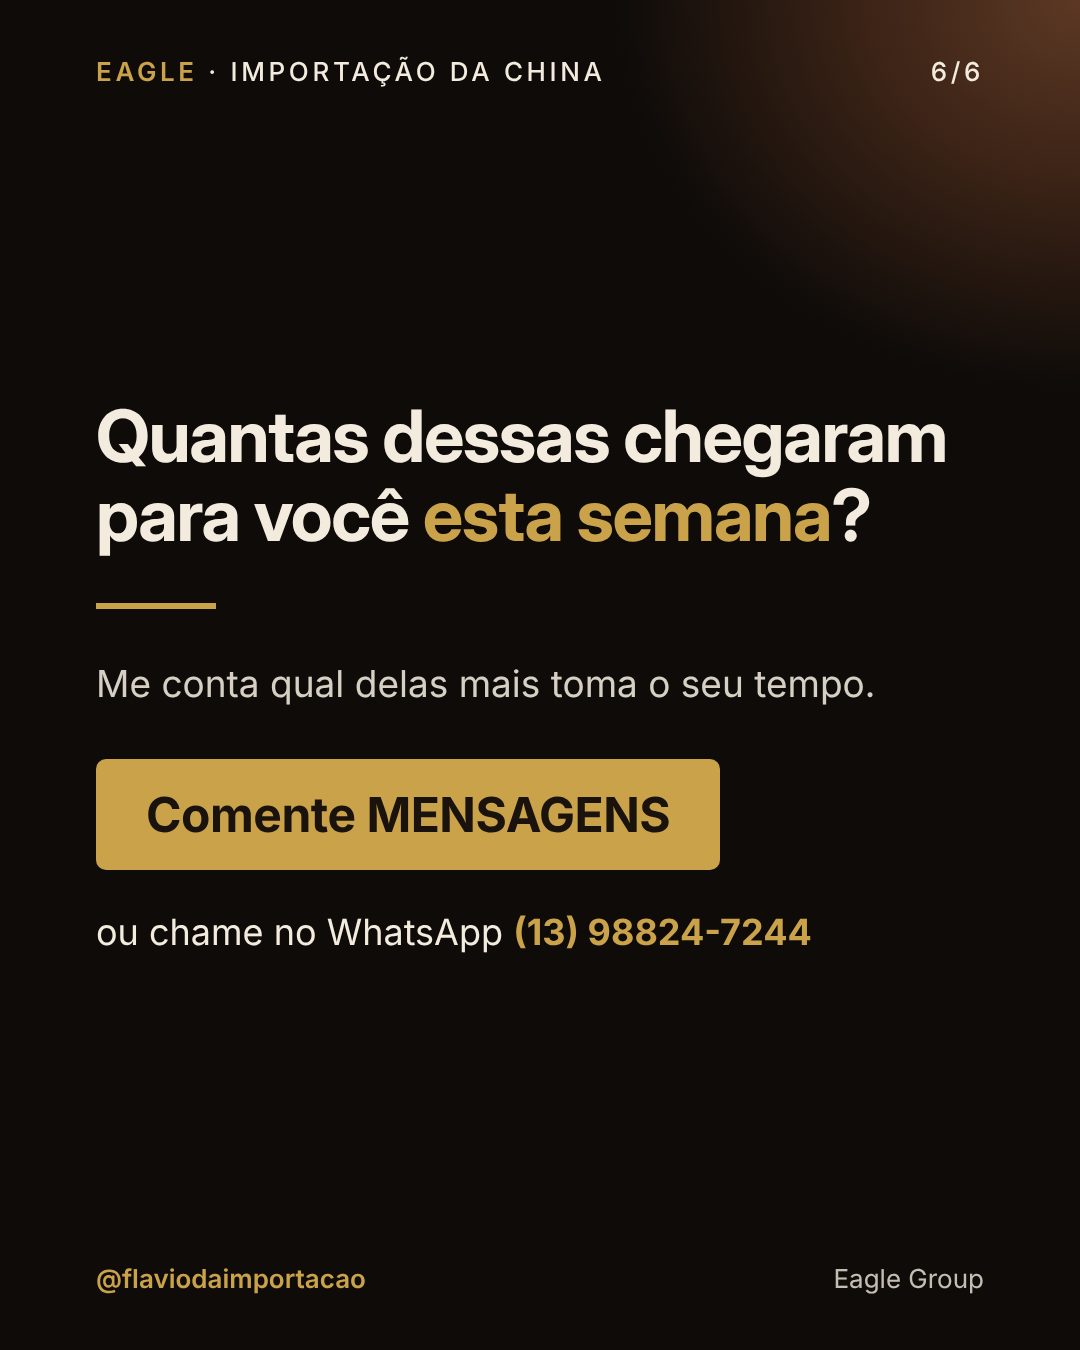 EAGLE · IMPORTAÇÃO DA CHINA
6/6
Quantas dessas chegaram
para você esta semana?
Me conta qual delas mais toma o seu tempo.
Comente MENSAGENS
ou chame no WhatsApp (13) 98824-7244
@flaviodaimportacao
Eagle Group